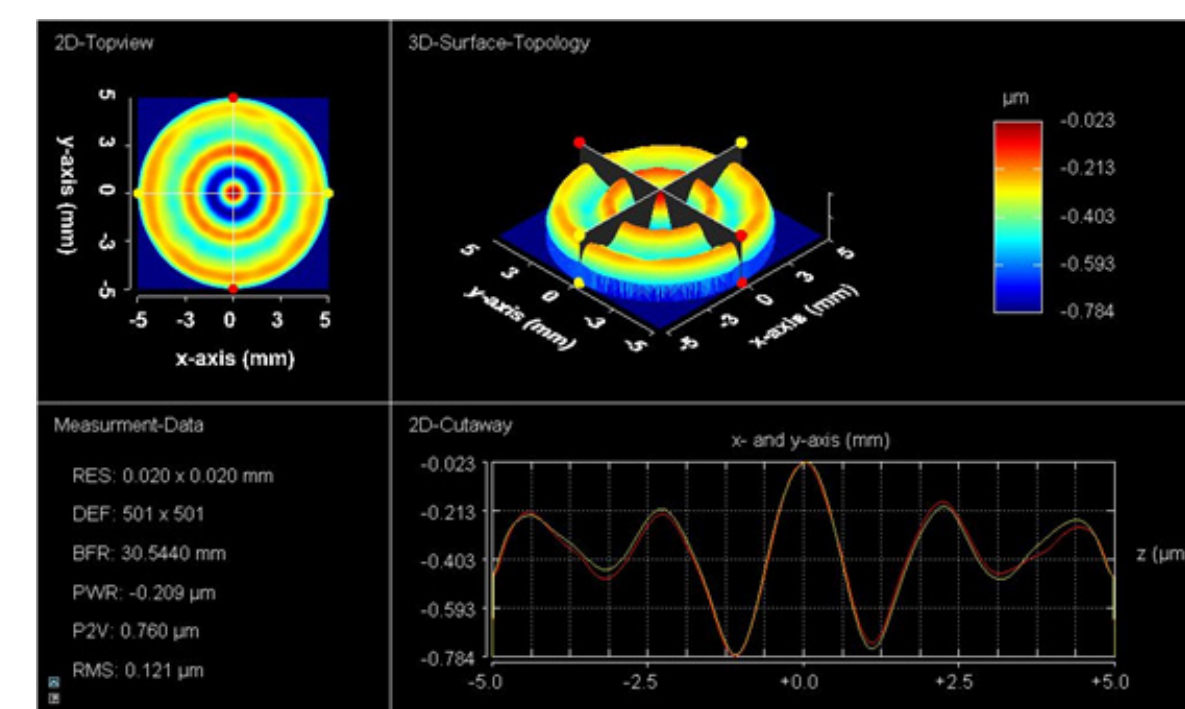 2D-Topview
5
3
0
-3
-5
y-axis (mm)
-5 -3 0 3 5
x-axis (mm)
3D-Surface-Topology
5 3 0 -3 -5
y-axis (mm)
-5 -3 0 3 5
x-axis (mm)
µm
-0.023
-0.213
-0.403
-0.593
-0.784
Measurment-Data
RES: 0.020 x 0.020 mm
DEF: 501 x 501
BFR: 30.5440 mm
PWR: -0.209 µm
P2V: 0.760 µm
RMS: 0.121 µm
2D-Cutaway
x- and y-axis (mm)
-0.023
-0.213
-0.403
-0.593
-0.784
z (µm
-5.0 -2.5 +0.0 +2.5 +5.0